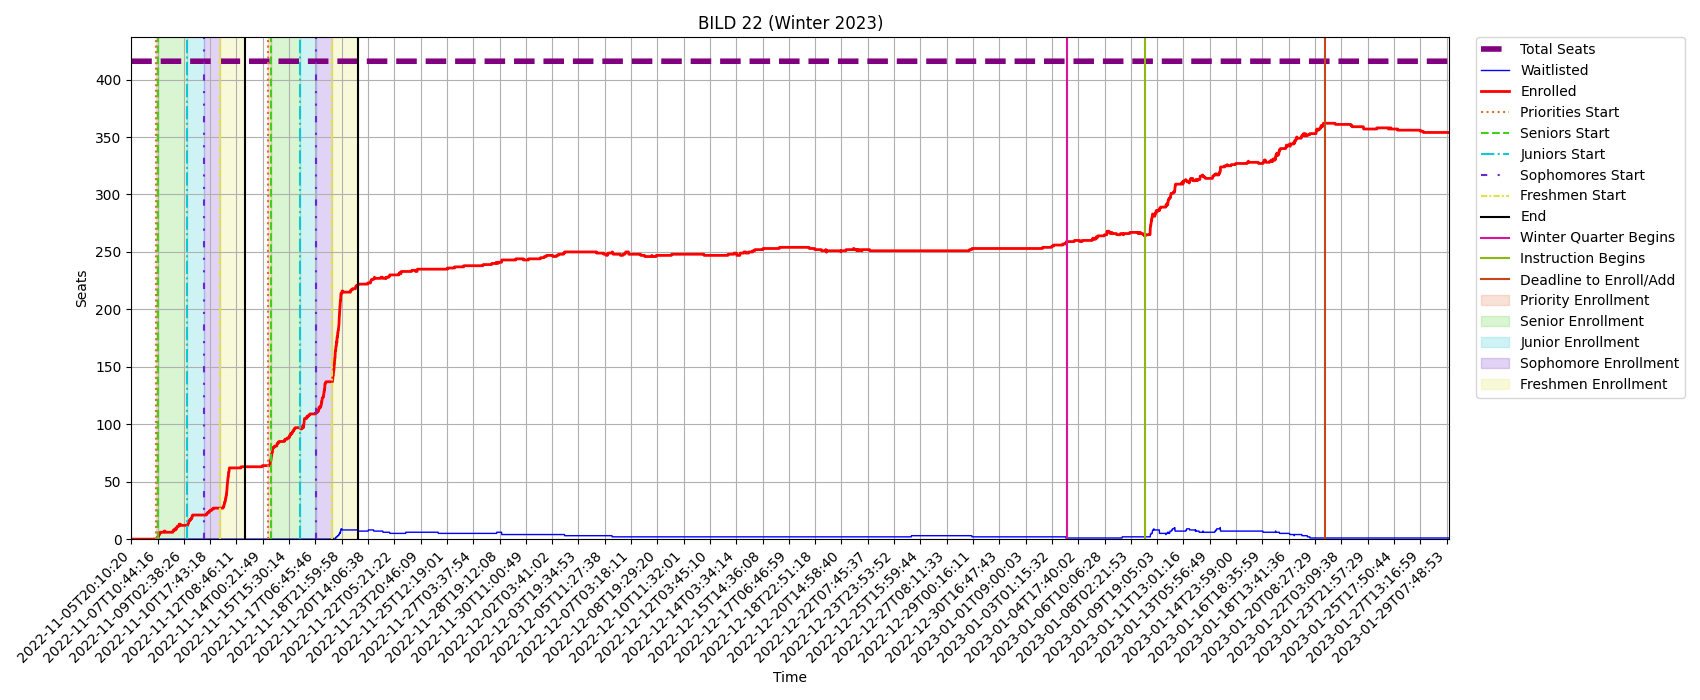 BILD 22 (Winter 2023)
Seats
400
350
300
250
200
150
100
50
0
2022-11-05T20:10:20
2022-11-07T10:44:16
2022-11-09T02:38:26
2022-11-10T17:43:18
2022-11-12T08:46:11
2022-11-14T00:21:49
2022-11-15T15:30:14
2022-11-17T06:45:46
2022-11-18T21:59:58
2022-11-20T14:06:38
2022-11-22T05:21:22
2022-11-23T20:46:09
2022-11-25T12:19:01
2022-11-27T03:37:54
2022-11-28T19:12:08
2022-11-30T11:00:49
2022-12-02T03:41:02
2022-12-03T19:34:53
2022-12-05T11:27:38
2022-12-07T03:18:11
2022-12-08T19:29:20
2022-12-10T11:32:01
2022-12-12T03:45:10
2022-12-14T03:34:14
2022-12-15T14:36:08
2022-12-17T06:46:59
2022-12-18T22:51:18
2022-12-20T14:58:40
2022-12-22T07:45:37
2022-12-23T23:53:52
2022-12-25T15:59:44
2022-12-27T08:11:33
2022-12-29T00:16:11
2022-12-30T16:47:43
2023-01-01T09:00:03
2023-01-03T01:15:32
2023-01-04T17:40:02
2023-01-06T10:06:28
2023-01-08T02:21:53
2023-01-09T19:05:03
2023-01-11T13:01:16
2023-01-13T03:56:49
2023-01-14T23:59:00
2023-01-16T18:35:59
2023-01-18T13:41:36
2023-01-20T08:27:29
2023-01-22T03:09:38
2023-01-23T21:57:29
2023-01-25T17:50:44
2023-01-27T13:16:59
2023-01-29T07:48:53
Time
Total Seats
Waitlisted
Enrolled
Priorities Start
Seniors Start
Juniors Start
Sophomores Start
Freshmen Start
End
Winter Quarter Begins
Instruction Begins
Deadline to Enroll/Add
Priority Enrollment
Senior Enrollment
Junior Enrollment
Sophomore Enrollment
Freshmen Enrollment